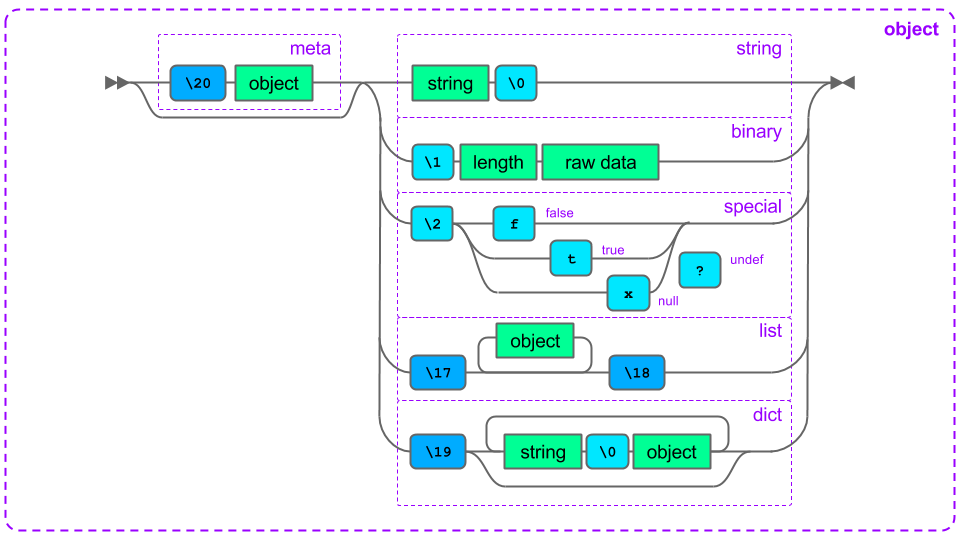 object
meta
string
\20
object
string
\0
binary
\1
length
raw data
special
\2
f
false
t
true
?
undef
x
null
list
object
\17
\18
dict
\19
string
\0
object